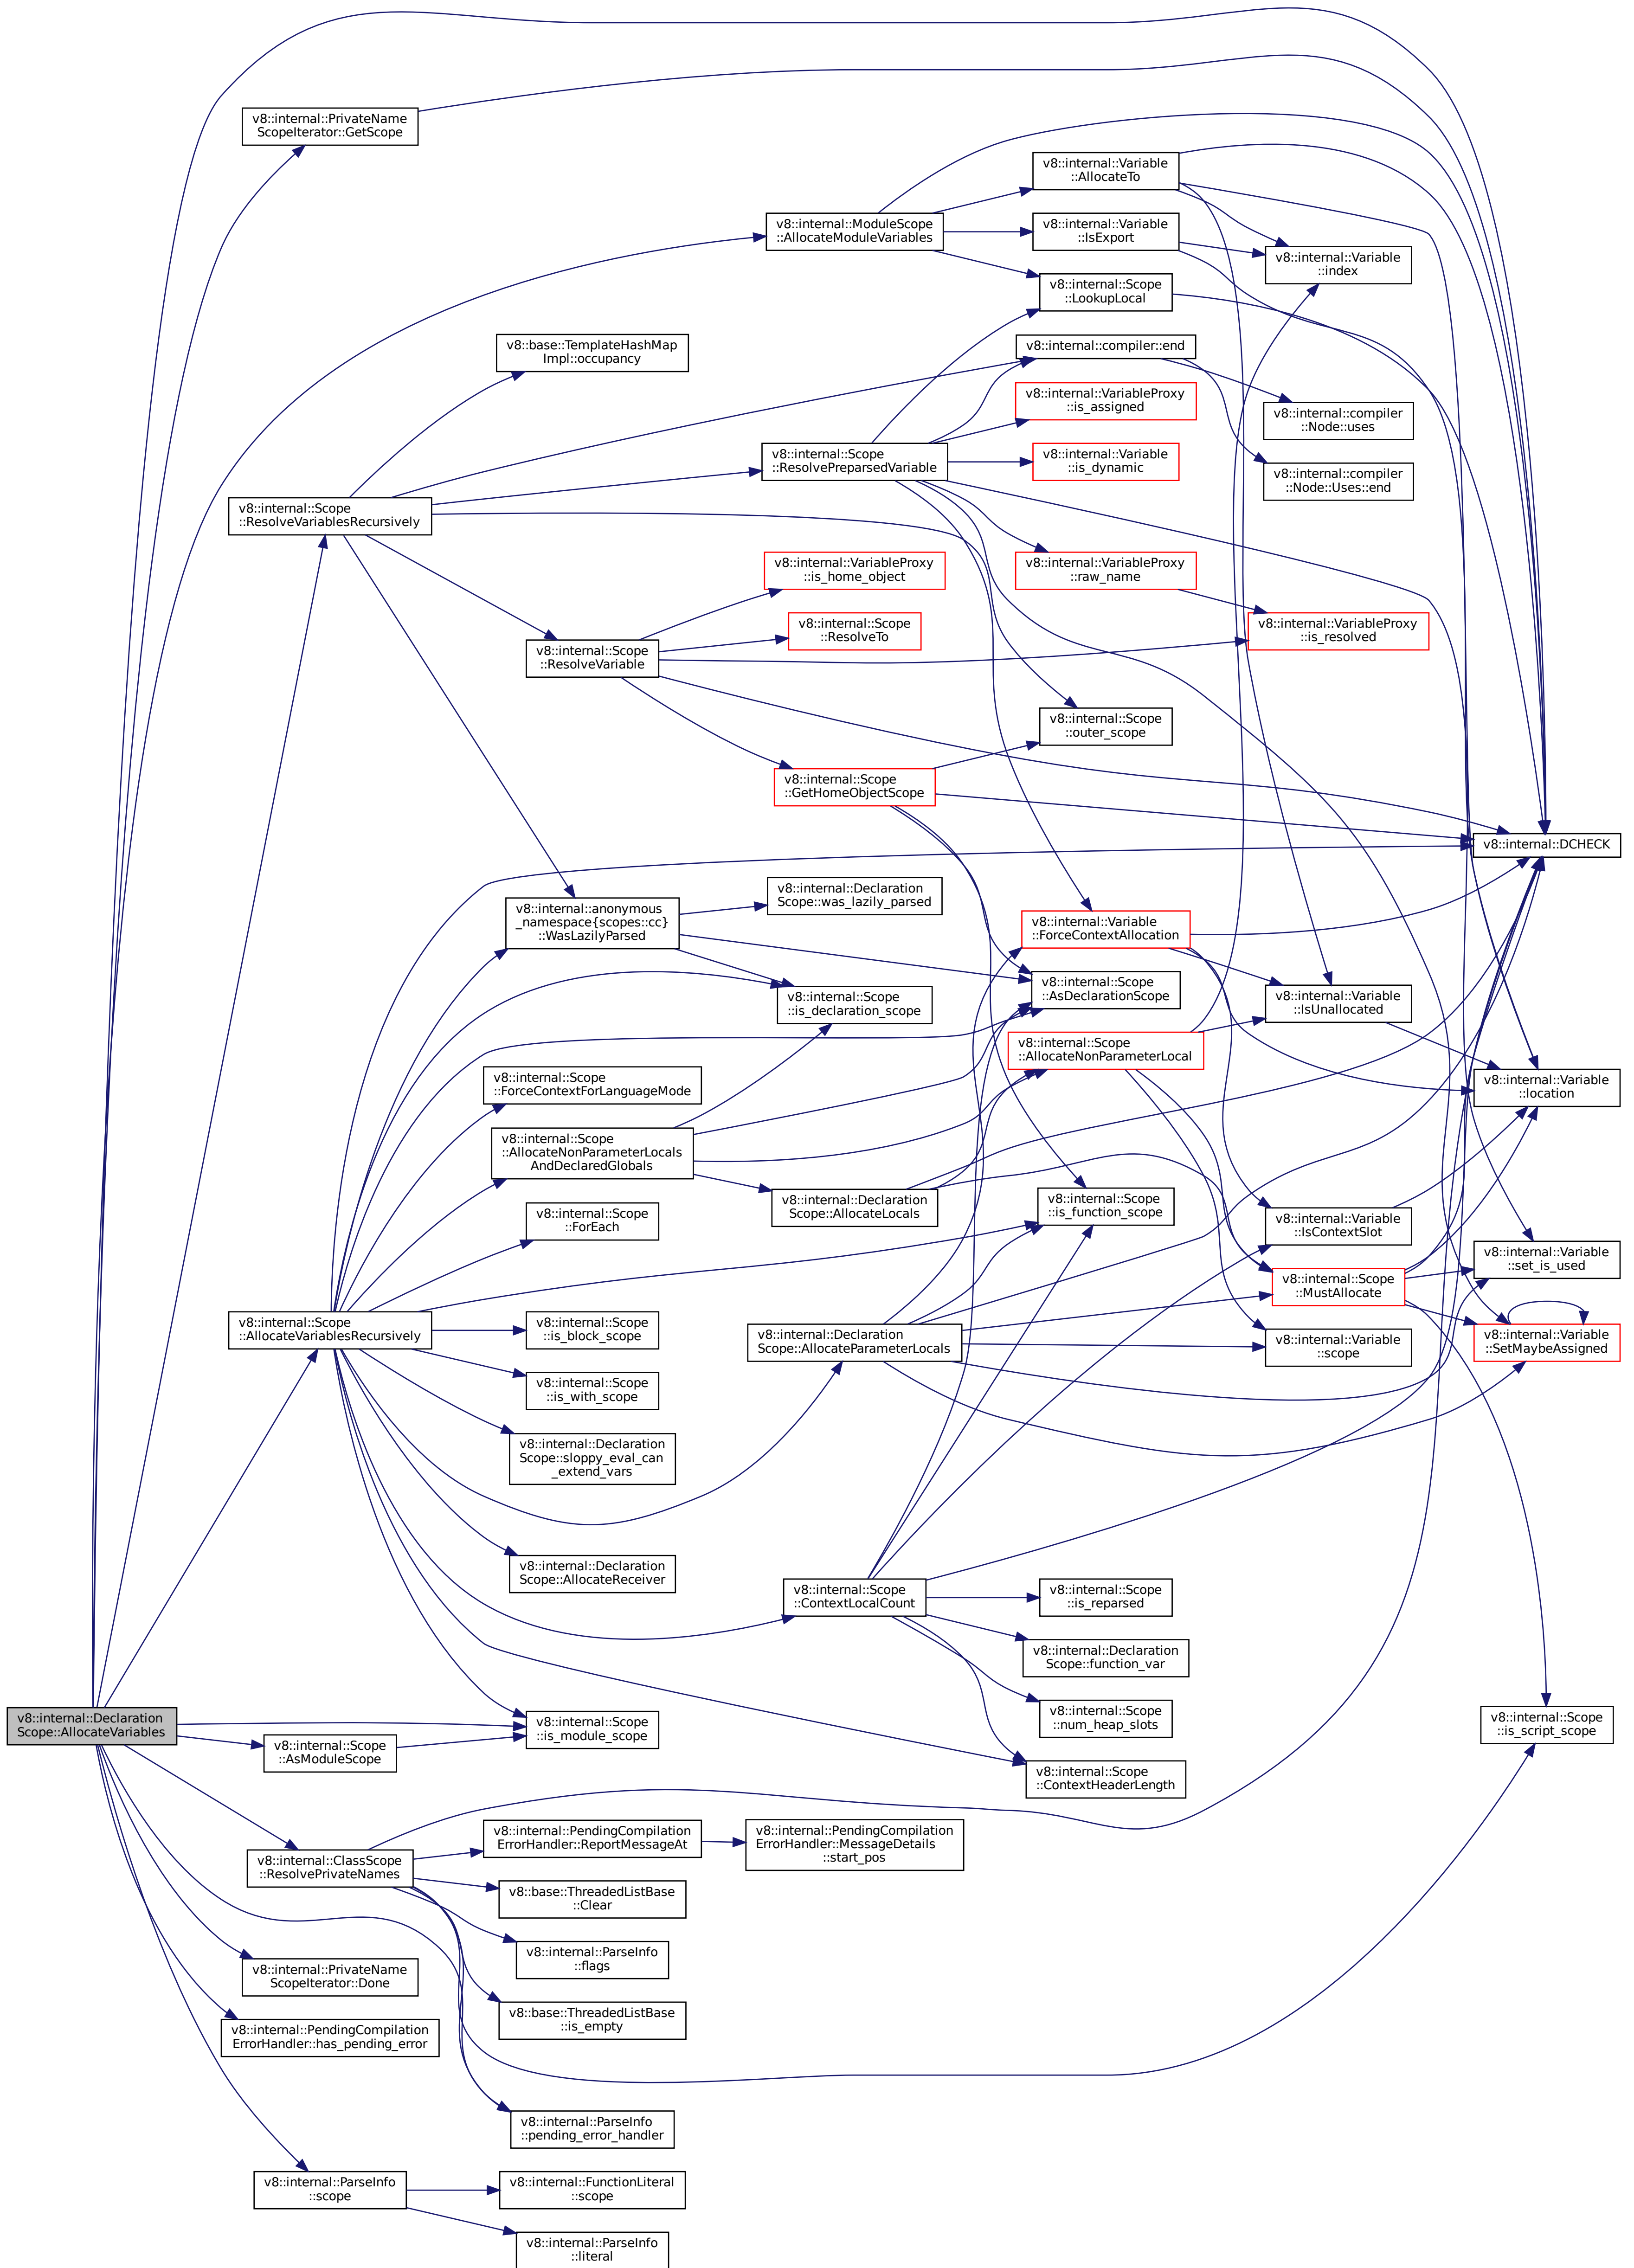 v8::internal::PrivateName
ScopeIterator::GetScope
v8::internal::Variable
::AllocateTo
v8::internal::ModuleScope
::AllocateModuleVariables
v8::internal::Variable
::IsExport
v8::internal::Variable
::index
v8::internal::Scope
::LookupLocal
v8::base::TemplateHashMap
Impl::occupancy
v8::internal::compiler::end
v8::internal::VariableProxy
::is_assigned
v8::internal::compiler
::Node::uses
v8::internal::Scope
::ResolvePreparsedVariable
v8::internal::Variable
::is_dynamic
v8::internal::compiler
::Node::Uses::end
v8::internal::Scope
::ResolveVariablesRecursively
v8::internal::VariableProxy
::is_home_object
v8::internal::VariableProxy
::raw_name
v8::internal::Scope
::ResolveTo
v8::internal::VariableProxy
::is_resolved
v8::internal::Scope
::ResolveVariable
v8::internal::Scope
::outer_scope
v8::internal::Scope
::GetHomeObjectScope
v8::internal::DCHECK
v8::internal::Declaration
Scope::was_lazily_parsed
v8::internal::anonymous
_namespace{scopes::cc}
::WasLazilyParsed
v8::internal::Variable
::ForceContextAllocation
v8::internal::Scope
::AsDeclarationScope
v8::internal::Scope
::is_declaration_scope
v8::internal::Variable
::IsUnallocated
v8::internal::Scope
::AllocateNonParameterLocal
v8::internal::Scope
::ForceContextForLanguageMode
v8::internal::Variable
::location
v8::internal::Scope
::AllocateNonParameterLocals
AndDeclaredGlobals
v8::internal::Declaration
Scope::AllocateLocals
v8::internal::Scope
::is_function_scope
v8::internal::Scope
::ForEach
v8::internal::Variable
::IsContextSlot
v8::internal::Variable
::set_is_used
v8::internal::Scope
::MustAllocate
v8::internal::Scope
::AllocateVariablesRecursively
v8::internal::Scope
::is_block_scope
v8::internal::Declaration
Scope::AllocateParameterLocals
v8::internal::Variable
::scope
v8::internal::Variable
::SetMaybeAssigned
v8::internal::Scope
::is_with_scope
v8::internal::Declaration
Scope::sloppy_eval_can
_extend_vars
v8::internal::Declaration
Scope::AllocateReceiver
v8::internal::Scope
::ContextLocalCount
v8::internal::Scope
::is_reparsed
v8::internal::Declaration
Scope::function_var
v8::internal::Declaration
Scope::AllocateVariables
v8::internal::Scope
::is_module_scope
v8::internal::Scope
::num_heap_slots
v8::internal::Scope
::is_script_scope
v8::internal::Scope
::AsModuleScope
v8::internal::Scope
::ContextHeaderLength
v8::internal::PendingCompilation
ErrorHandler::ReportMessageAt
v8::internal::PendingCompilation
ErrorHandler::MessageDetails
::start_pos
v8::internal::ClassScope
::ResolvePrivateNames
v8::base::ThreadedListBase
::Clear
v8::internal::ParseInfo
::flags
v8::internal::PrivateName
ScopeIterator::Done
v8::base::ThreadedListBase
::is_empty
v8::internal::PendingCompilation
ErrorHandler::has_pending_error
v8::internal::ParseInfo
::pending_error_handler
v8::internal::ParseInfo
::scope
v8::internal::FunctionLiteral
::scope
v8::internal::ParseInfo
::literal